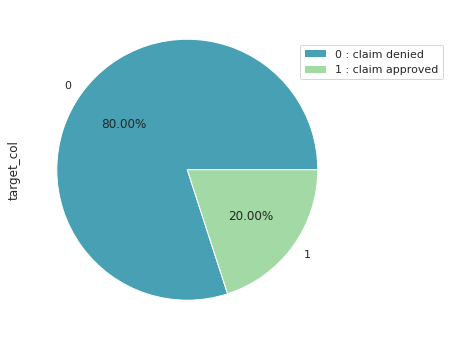 0 : claim denied
1 : claim approved
0
80.00%
target_col
20.00%
1